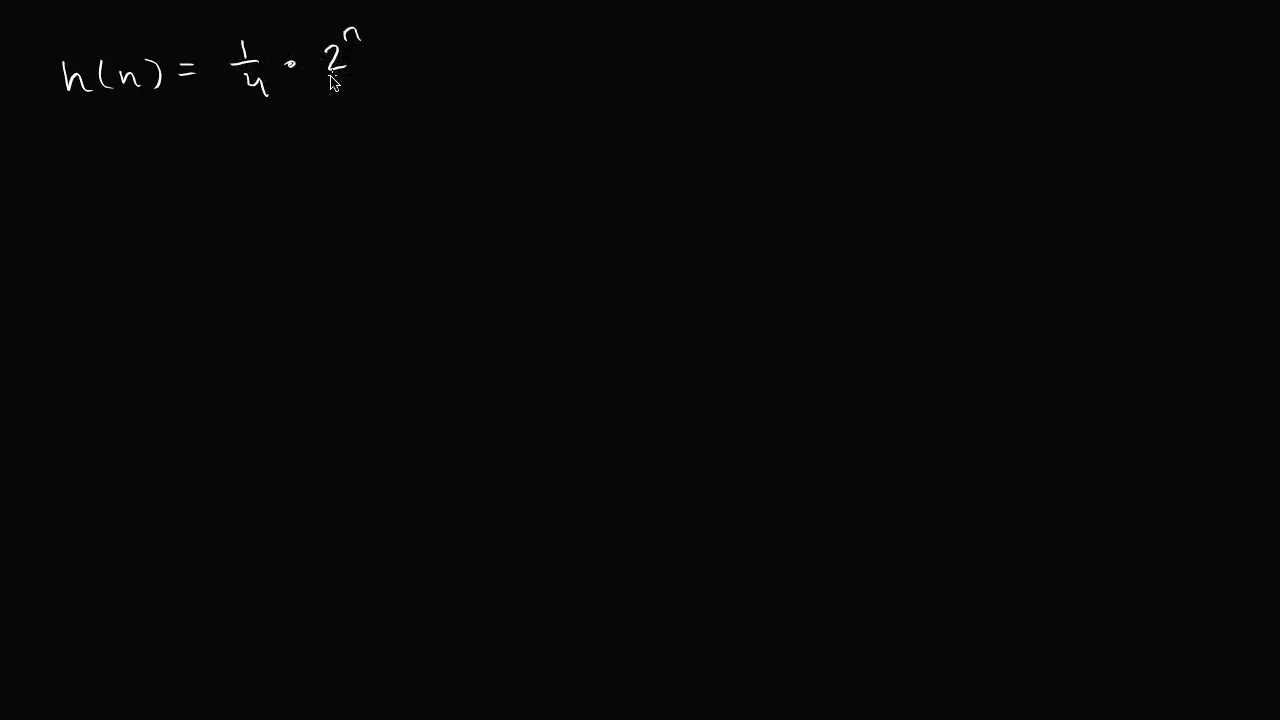 h(n) = 1/4 · 2^n